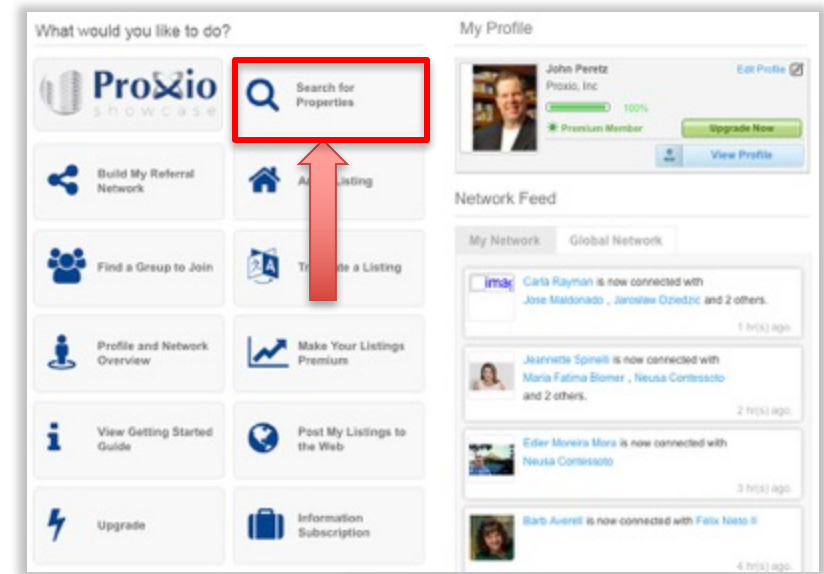 What would you like to do?
Proxio
showcase
Search for
Properties
Build My Referral
Network
Listing
Find a Group to Join
a Listing
Profile and Network
Overview
Make Your Listings
Premium
View Getting Started
Guide
Post My Listings to
the Web
Upgrade
Information
Subscription
My Profile
John Peretz
Edit Profile
Proxio, Inc
100%
Premium Member
Upgrade Now
View Profile
Network Feed
My Network
Global Network
Carla Rayman is now connected with
Jose Maldonado , Jaroslaw Dziedzic and 2 others.
1 hr(s) ago.
Jeannette Spinelli is now connected with
Maria Fatima Blomer , Neusa Contessoto
and 2 others.
2 hr(s) ago.
Edier Moreira Mora is now connected with
Neusa Contessoto
3 hr(s) ago.
Barb Averell is now connected with Felix Nieto II
4 hr(s) ago.